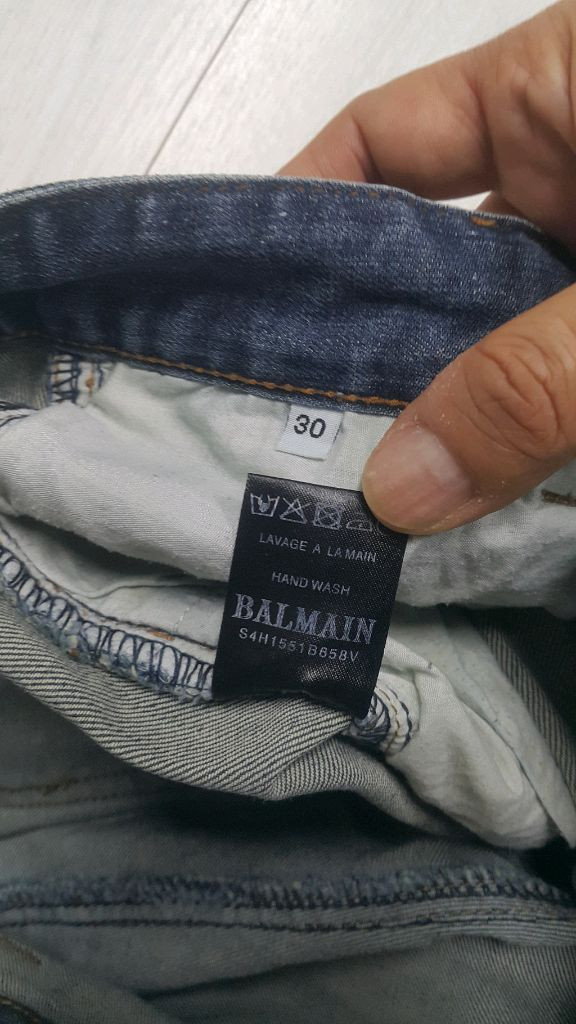 30
LAVAGE A LA MAIN
HAND WASH
BALMAIN
S4H1551B658V